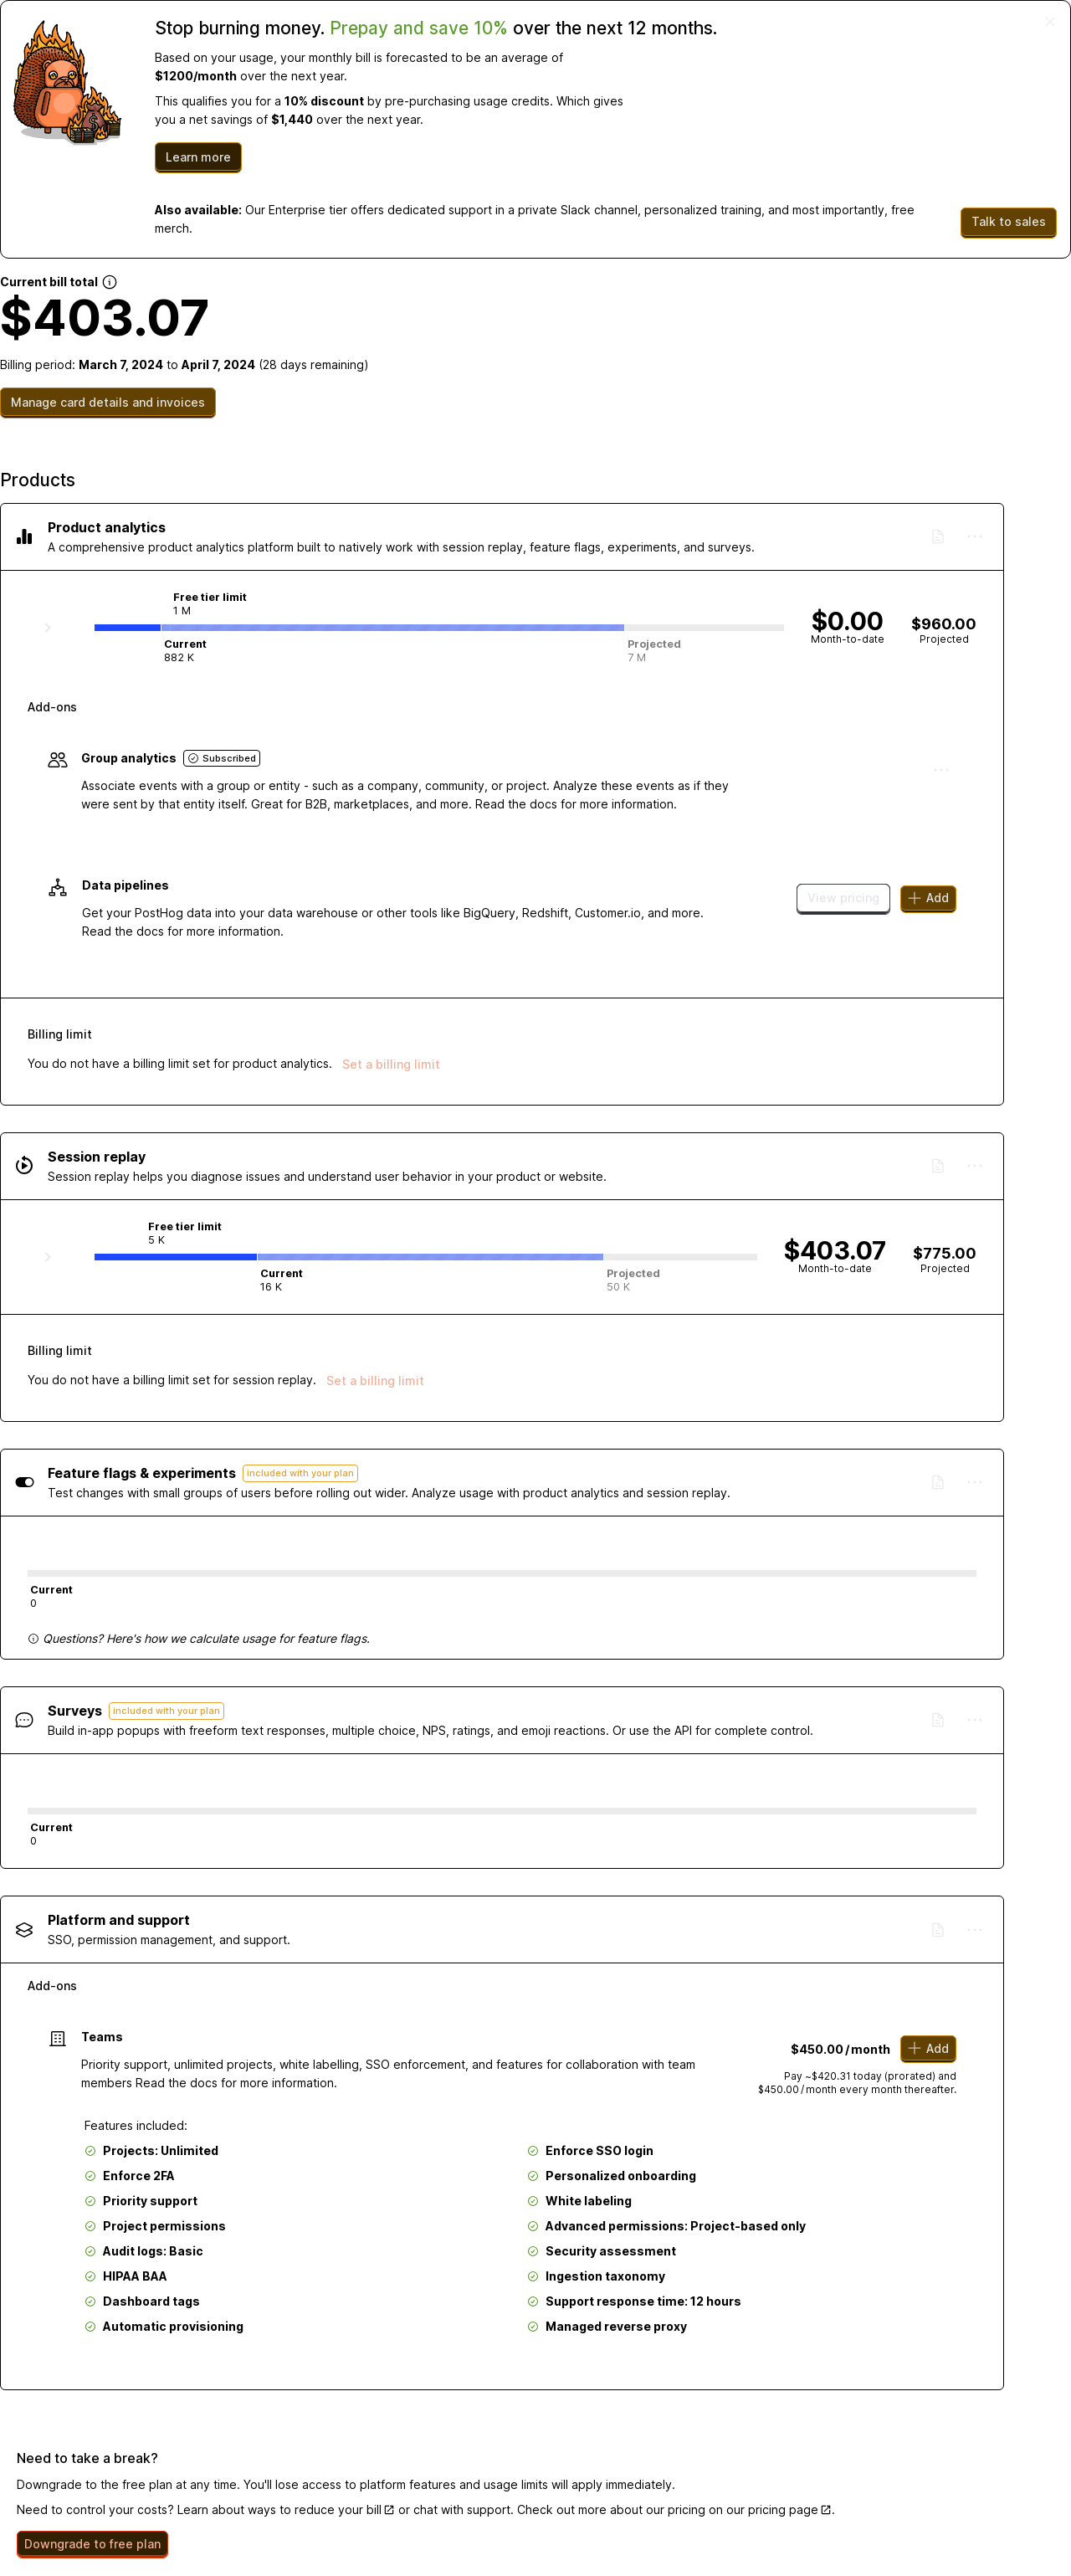 Stop burning money. Prepay and save 10% over the next 12 months.
Based on your usage, your monthly bill is forecasted to be an average of
$1200/month over the next year.
This qualifies you for a 10% discount by pre-purchasing usage credits. Which gives
you a net savings of $1,440 over the next year.
Learn more
Also available: Our Enterprise tier offers dedicated support in a private Slack channel, personalized training, and most importantly, free
merch.
Talk to sales
Current bill total
$403.07
Billing period: March 7, 2024 to April 7, 2024 (28 days remaining)
Manage card details and invoices
Products
Product analytics
A comprehensive product analytics platform built to natively work with session replay, feature flags, experiments, and surveys.
Free tier limit
1 M
Current
882 K
Projected
7 M
$0.00
Month-to-date
$960.00
Projected
Add-ons
Group analytics Subscribed
Associate events with a group or entity - such as a company, community, or project. Analyze these events as if they
were sent by that entity itself. Great for B2B, marketplaces, and more. Read the docs for more information.
Data pipelines
Get your PostHog data into your data warehouse or other tools like BigQuery, Redshift, Customer.io, and more.
Read the docs for more information.
View pricing
Add
Billing limit
You do not have a billing limit set for product analytics. Set a billing limit
Session replay
Session replay helps you diagnose issues and understand user behavior in your product or website.
Free tier limit
5 K
Current
16 K
Projected
50 K
$403.07
Month-to-date
$775.00
Projected
Billing limit
You do not have a billing limit set for session replay. Set a billing limit
Feature flags & experiments included with your plan
Test changes with small groups of users before rolling out wider. Analyze usage with product analytics and session replay.
Current
0
Questions? Here's how we calculate usage for feature flags.
Surveys included with your plan
Build in-app popups with freeform text responses, multiple choice, NPS, ratings, and emoji reactions. Or use the API for complete control.
Current
0
Platform and support
SSO, permission management, and support.
Add-ons
Teams
Priority support, unlimited projects, white labelling, SSO enforcement, and features for collaboration with team
members Read the docs for more information.
$450.00/month
Add
Pay ~$420.31 today (prorated) and
$450.00/month every month thereafter.
Features included:
Projects: Unlimited
Enforce SSO login
Enforce 2FA
Personalized onboarding
Priority support
White labeling
Project permissions
Advanced permissions: Project-based only
Audit logs: Basic
Security assessment
HIPAA BAA
Ingestion taxonomy
Dashboard tags
Support response time: 12 hours
Automatic provisioning
Managed reverse proxy
Need to take a break?
Downgrade to the free plan at any time. You'll lose access to platform features and usage limits will apply immediately.
Need to control your costs? Learn about ways to reduce your bill or chat with support. Check out more about our pricing on our pricing page.
Downgrade to free plan